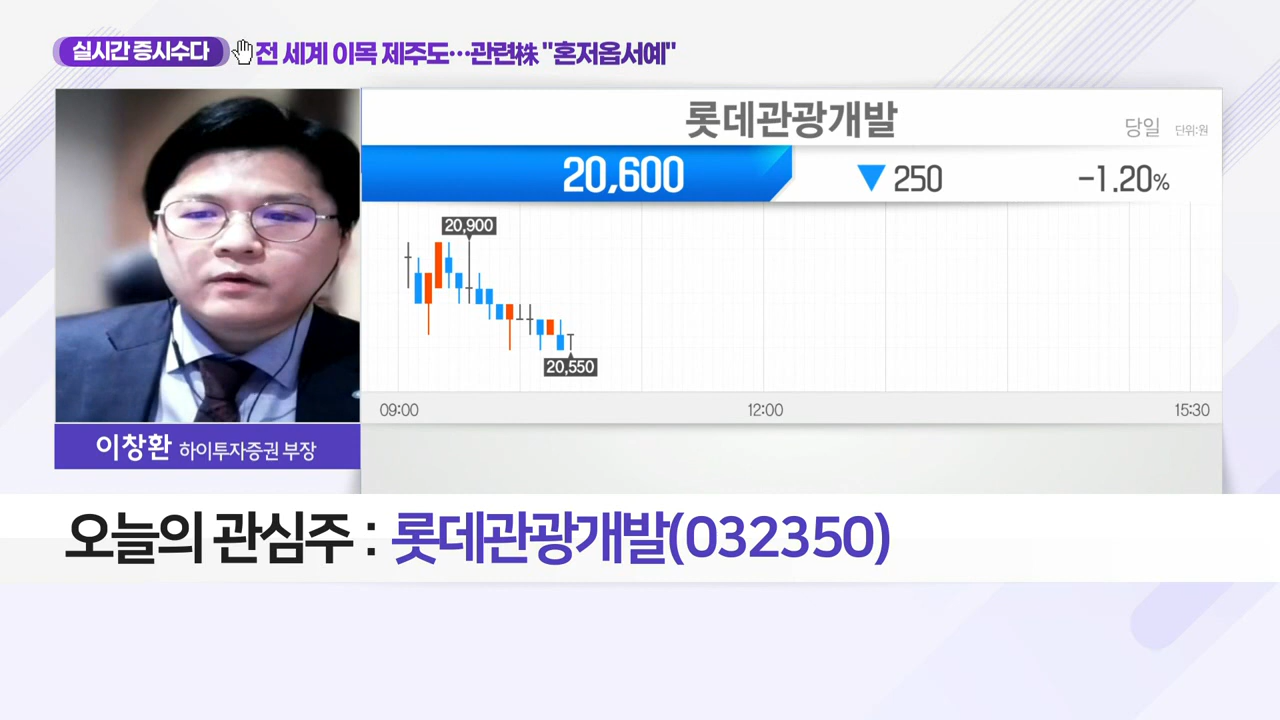 실시간 증시수다 전 세계 이목 제주도…관련株 "혼저옵서예"
롯데관광개발
당일 단위:원
20,600 ▼ 250 -1.20%
20,900
20,550
09:00 12:00 15:30
이창환 하이투자증권 부장
오늘의 관심주 : 롯데관광개발(032350)